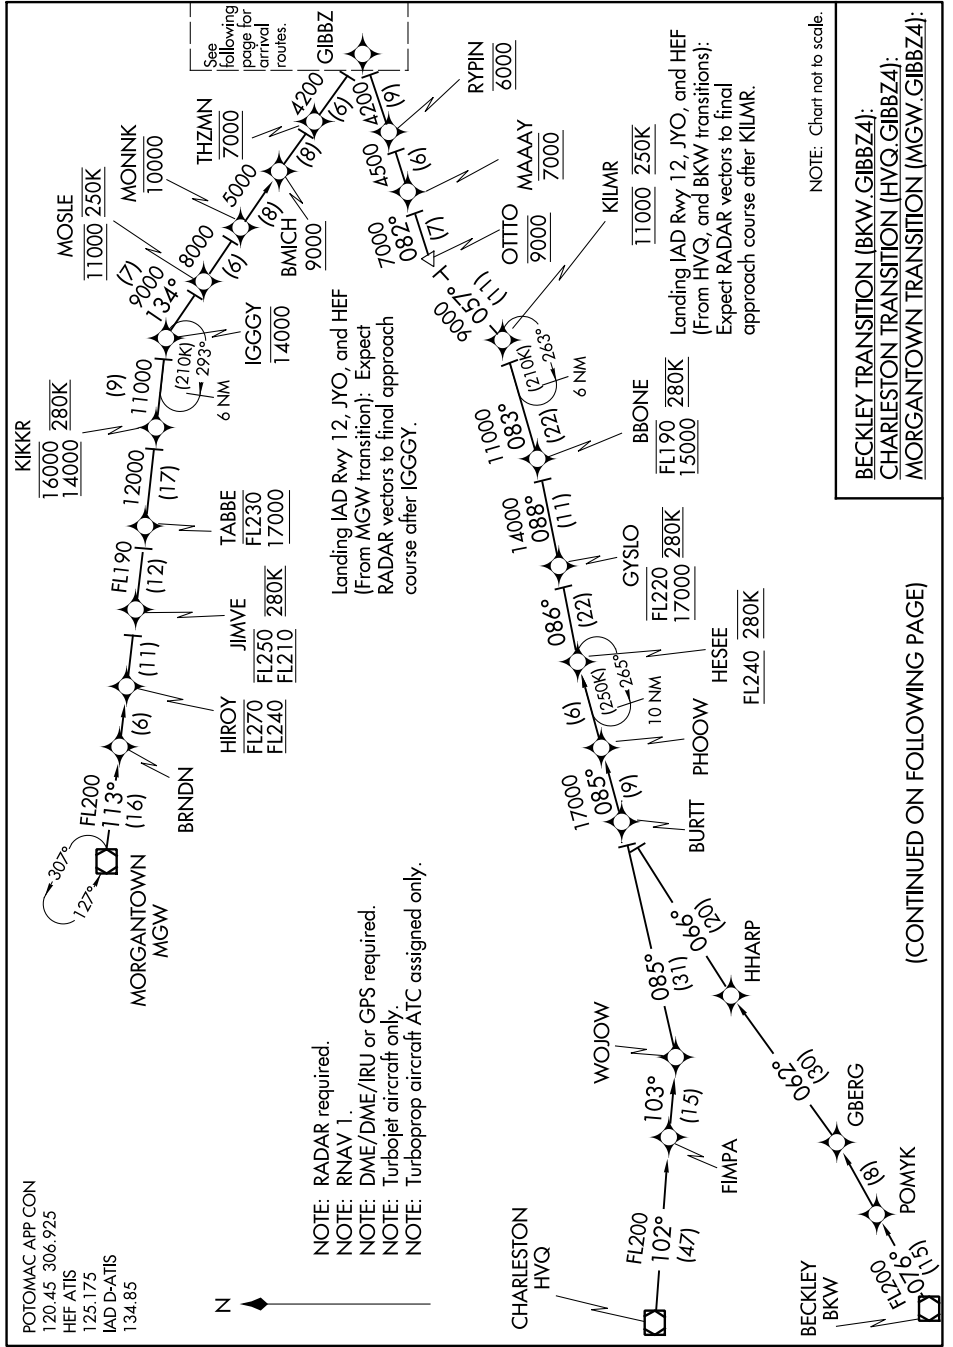 POTOMAC APP CON
120.45 306.925
HEF ATIS
125.175
IAD D-ATIS
134.85
N
NOTE: RADAR required.
NOTE: RNAV 1.
NOTE: DME/DME/IRU or GPS required.
NOTE: Turbojet aircraft only.
NOTE: Turboprop aircraft ATC assigned only.
MORGANTOWN
MGW
307°
127°
FL200
113°
(16)
BRNDN
(6)
HIROY
FL270
FL240
(11)
JIMVE
FL250 280K
FL210
FL190
(12)
TABBE
FL230
17000
12000
(17)
KIKKR
16000 280K
14000
(9)
11000
(210K)
293°
6 NM
IGGGY
14000
(7)
9000
134°
MOSLE
11000 250K
8000
(6)
MONNK
10000
5000
(8)
BMICH
9000
(8)
THZMN
7000
4200
(6)
GIBBZ
See
following
page for
arrival
routes.
Landing IAD Rwy 12, JYO, and HEF
(From MGW transition): Expect
RADAR vectors to final approach
course after IGGGY.
CHARLESTON
HVQ
FL200
102°
(47)
FIMPA
103°
(15)
WOJOW
085°
(31)
BECKLEY
BKW
FL200
076°
(15)
POMYK
(8)
GBERG
062°
(30)
HHARP
066°
(20)
BURTT
17000
085°
(9)
PHOOW
(6)
(250K)
265°
10 NM
HESEE
FL240 280K
086°
(22)
GYSLO
FL220 280K
17000
14000
088°
(11)
BBONE
FL190 280K
15000
11000
083°
(22)
(210K)
263°
6 NM
KILMR
11000 250K
9000
057°
(11)
OTTTO
9000
7000
082°
(7)
MAAAY
7000
4500
(6)
RYPIN
6000
4200
(9)
Landing IAD Rwy 12, JYO, and HEF
(From HVQ, and BKW transitions):
Expect RADAR vectors to final
approach course after KILMR.
NOTE: Chart not to scale.
BECKLEY TRANSITION (BKW.GIBBZ4):
CHARLESTON TRANSITION (HVQ.GIBBZ4):
MORGANTOWN TRANSITION (MGW.GIBBZ4):
(CONTINUED ON FOLLOWING PAGE)